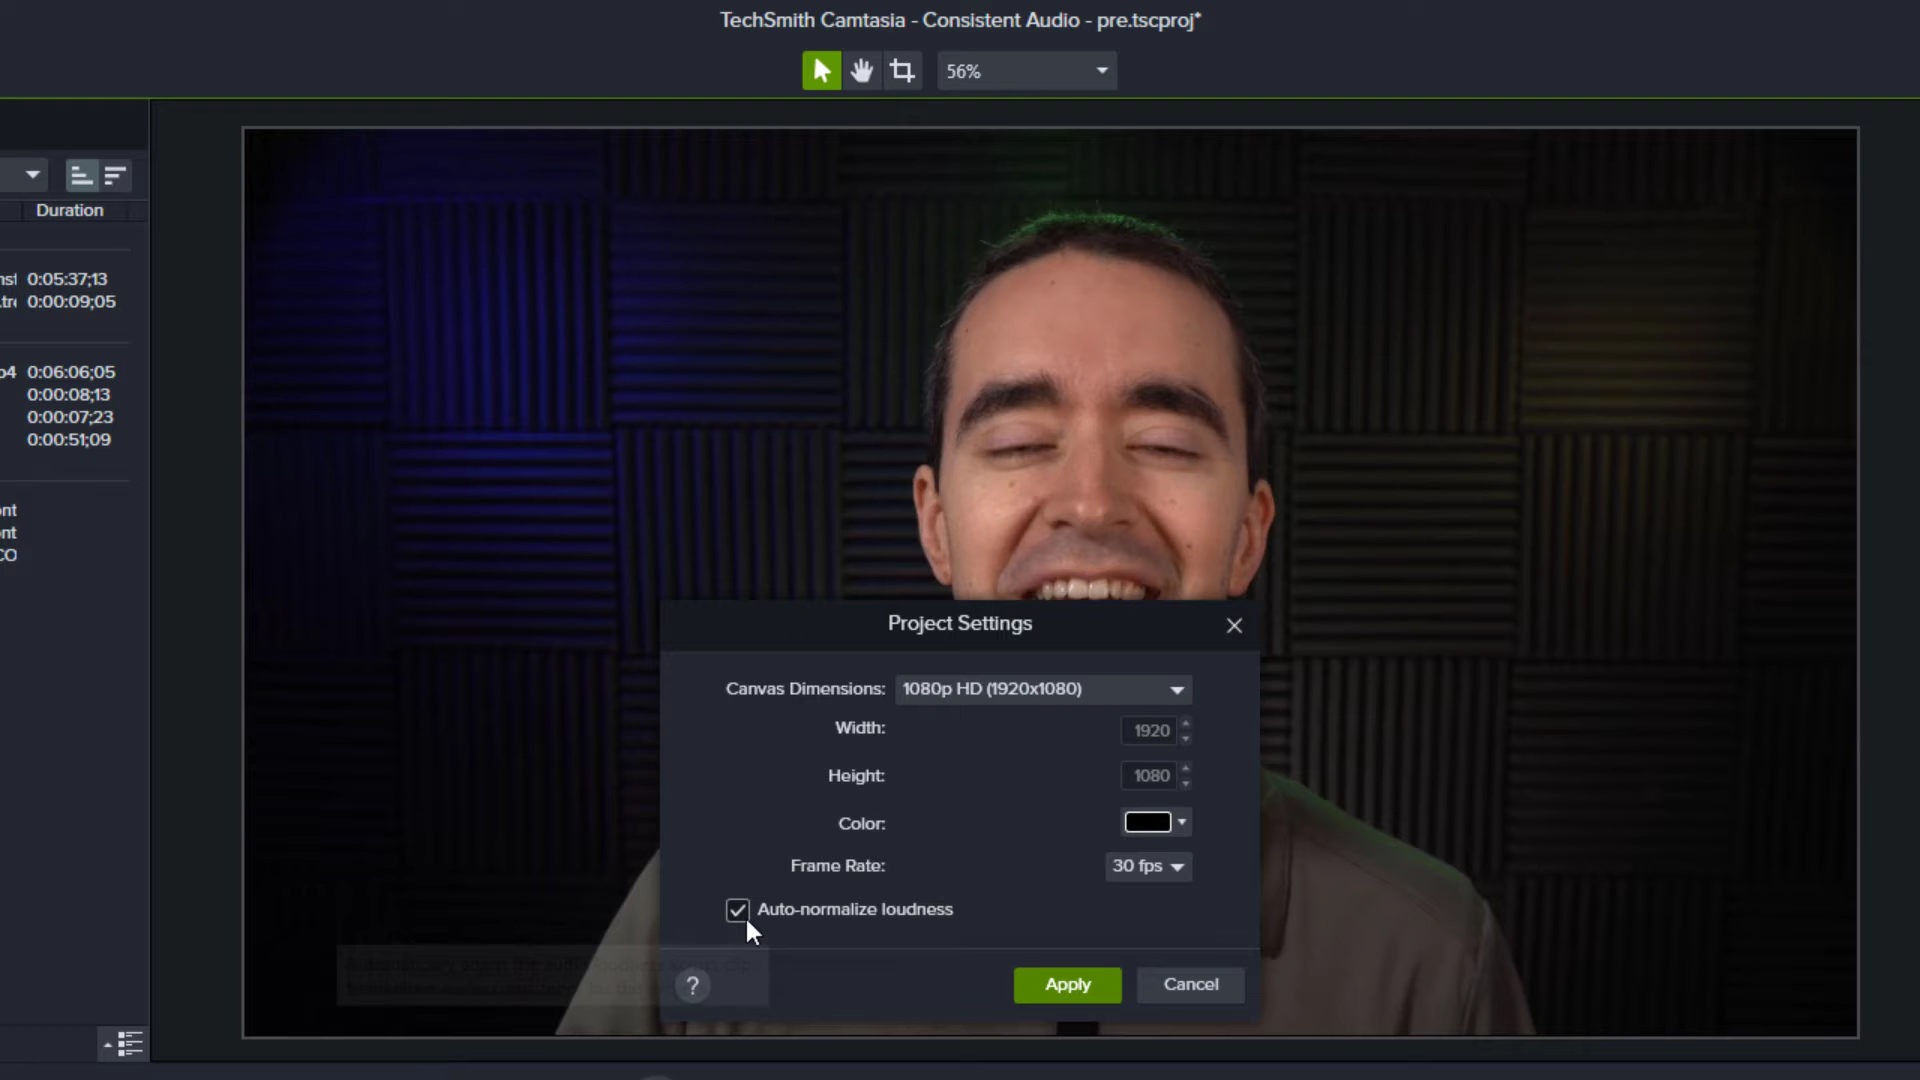 TechSmith Camtasia - Consistent Audio - pre.tscproj*
56%
Duration
0:05:37;13
0:00:09;05
0:06:06;05
0:00:08;13
0:00:07;23
0:00:51;09
Project Settings
Canvas Dimensions: 1080p HD (1920x1080)
Width: 1920
Height: 1080
Color:
Frame Rate: 30 fps
Auto-normalize loudness
? Apply Cancel